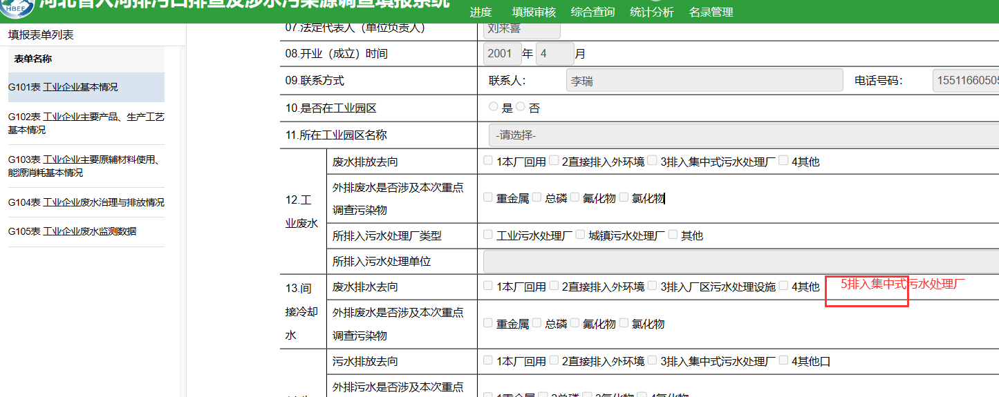 河北省入河排污口排查及涉水污染源调查填报系统
HBEE
进度 填报审核 综合查询 统计分析 名录管理
填报表单列表
表单名称
G101表 工业企业基本情况
G102表 工业企业主要产品、生产工艺
基本情况
G103表 工业企业主要原辅材料使用、
能源消耗基本情况
G104表 工业企业废水治理与排放情况
G105表 工业企业废水监测数据
07.法定代表人（单位负责人） 刘来喜
08.开业（成立）时间 2001 年 4 月
09.联系方式 联系人： 李瑞 电话号码： 15511660505
10.是否在工业园区 是 否
11.所在工业园区名称 -请选择-
12.工
业废水
废水排放去向 1本厂回用 2直接排入外环境 3排入集中式污水处理厂 4其他
外排废水是否涉及本次重点
调查污染物
重金属 总磷 氟化物 氯化物
所排入污水处理厂类型 工业污水处理厂 城镇污水处理厂 其他
所排入污水处理单位
13.间
接冷却
水
废水排水去向 1本厂回用 2直接排入外环境 3排入厂区污水处理设施 4其他 5排入集中式污水处理厂
外排废水是否涉及本次重点
调查污染物
重金属 总磷 氟化物 氯化物
污水排放去向 1本厂回用 2直接排入外环境 3排入集中式污水处理厂 4其他口
外排污水是否涉及本次重点
1重金属 2总磷 3氟化物 4氯化物